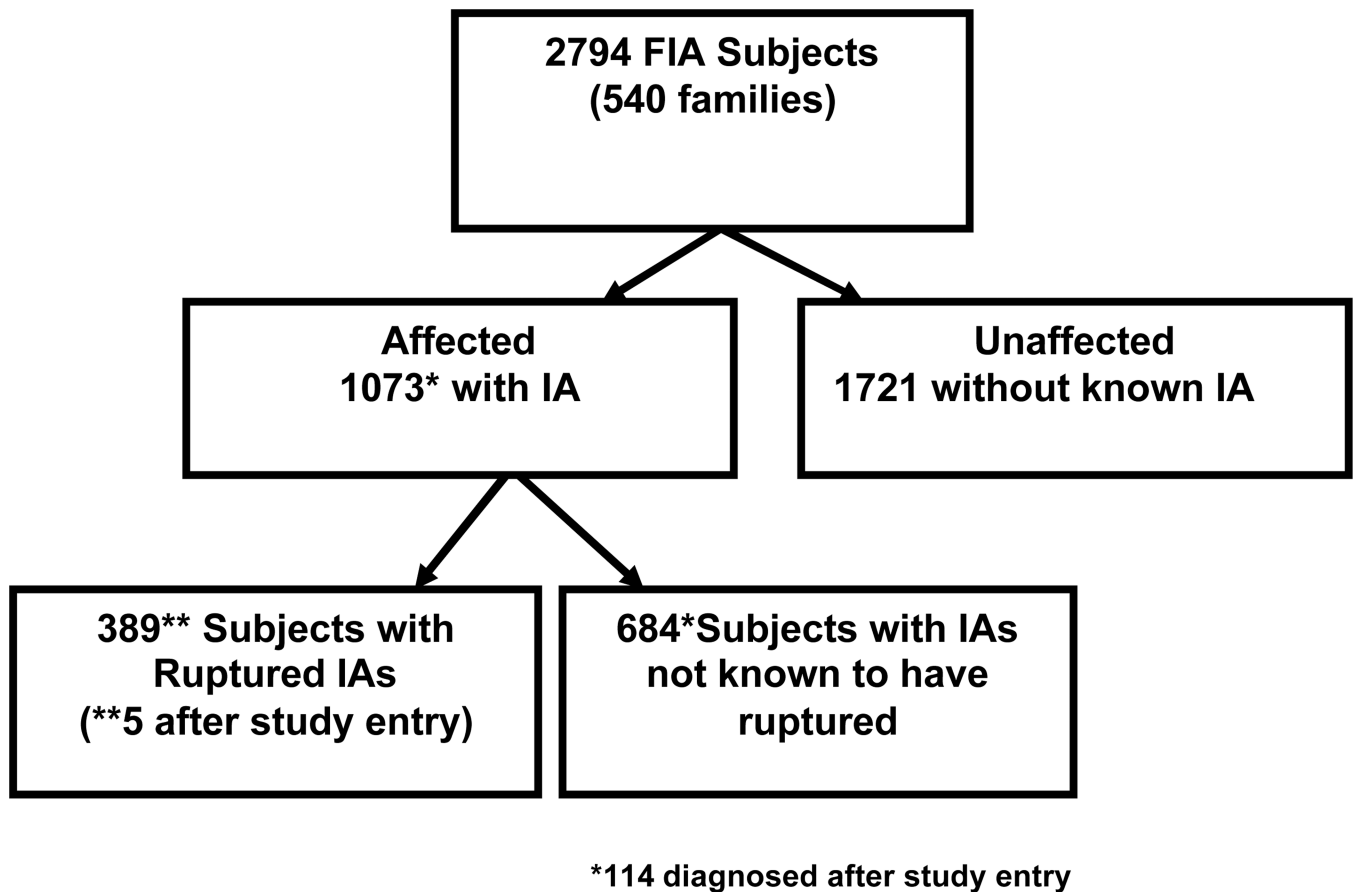 2794 FIA Subjects
(540 families)
Affected
1073* with IA
Unaffected
1721 without known IA
389** Subjects with
Ruptured IAs
(**5 after study entry)
684*Subjects with IAs
not known to have
ruptured
*114 diagnosed after study entry